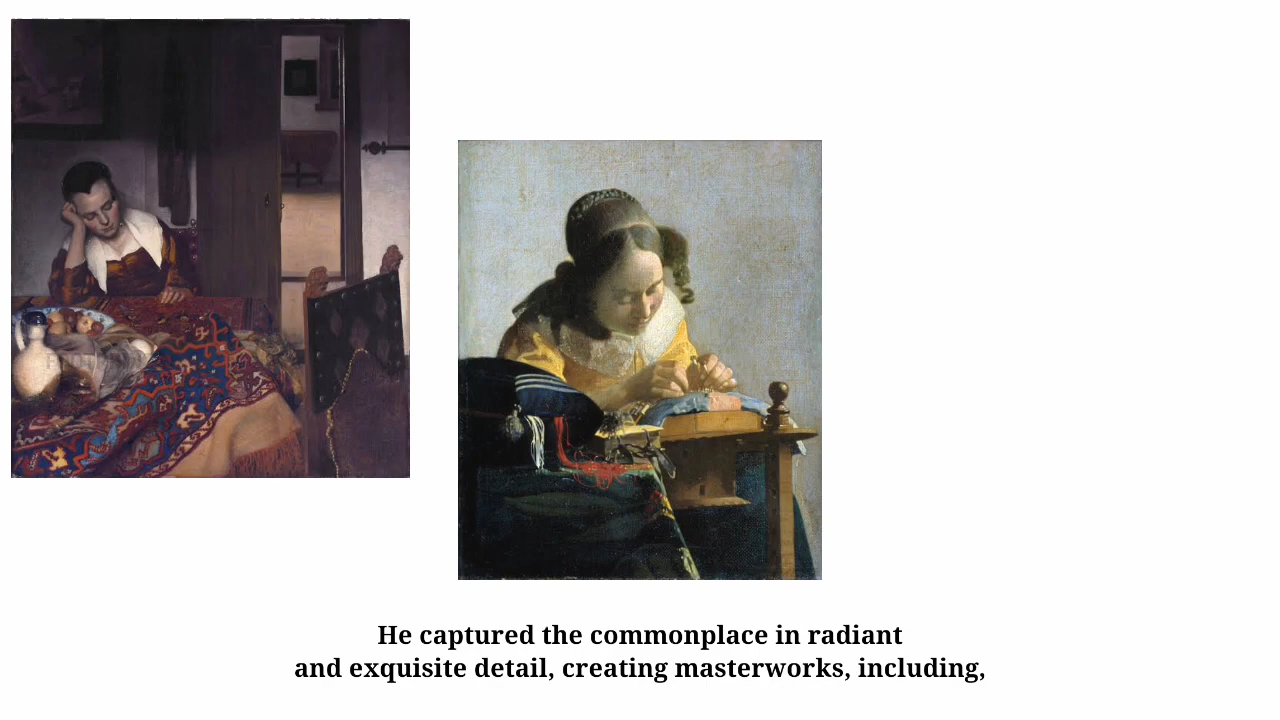 He captured the commonplace in radiant
and exquisite detail, creating masterworks, including,